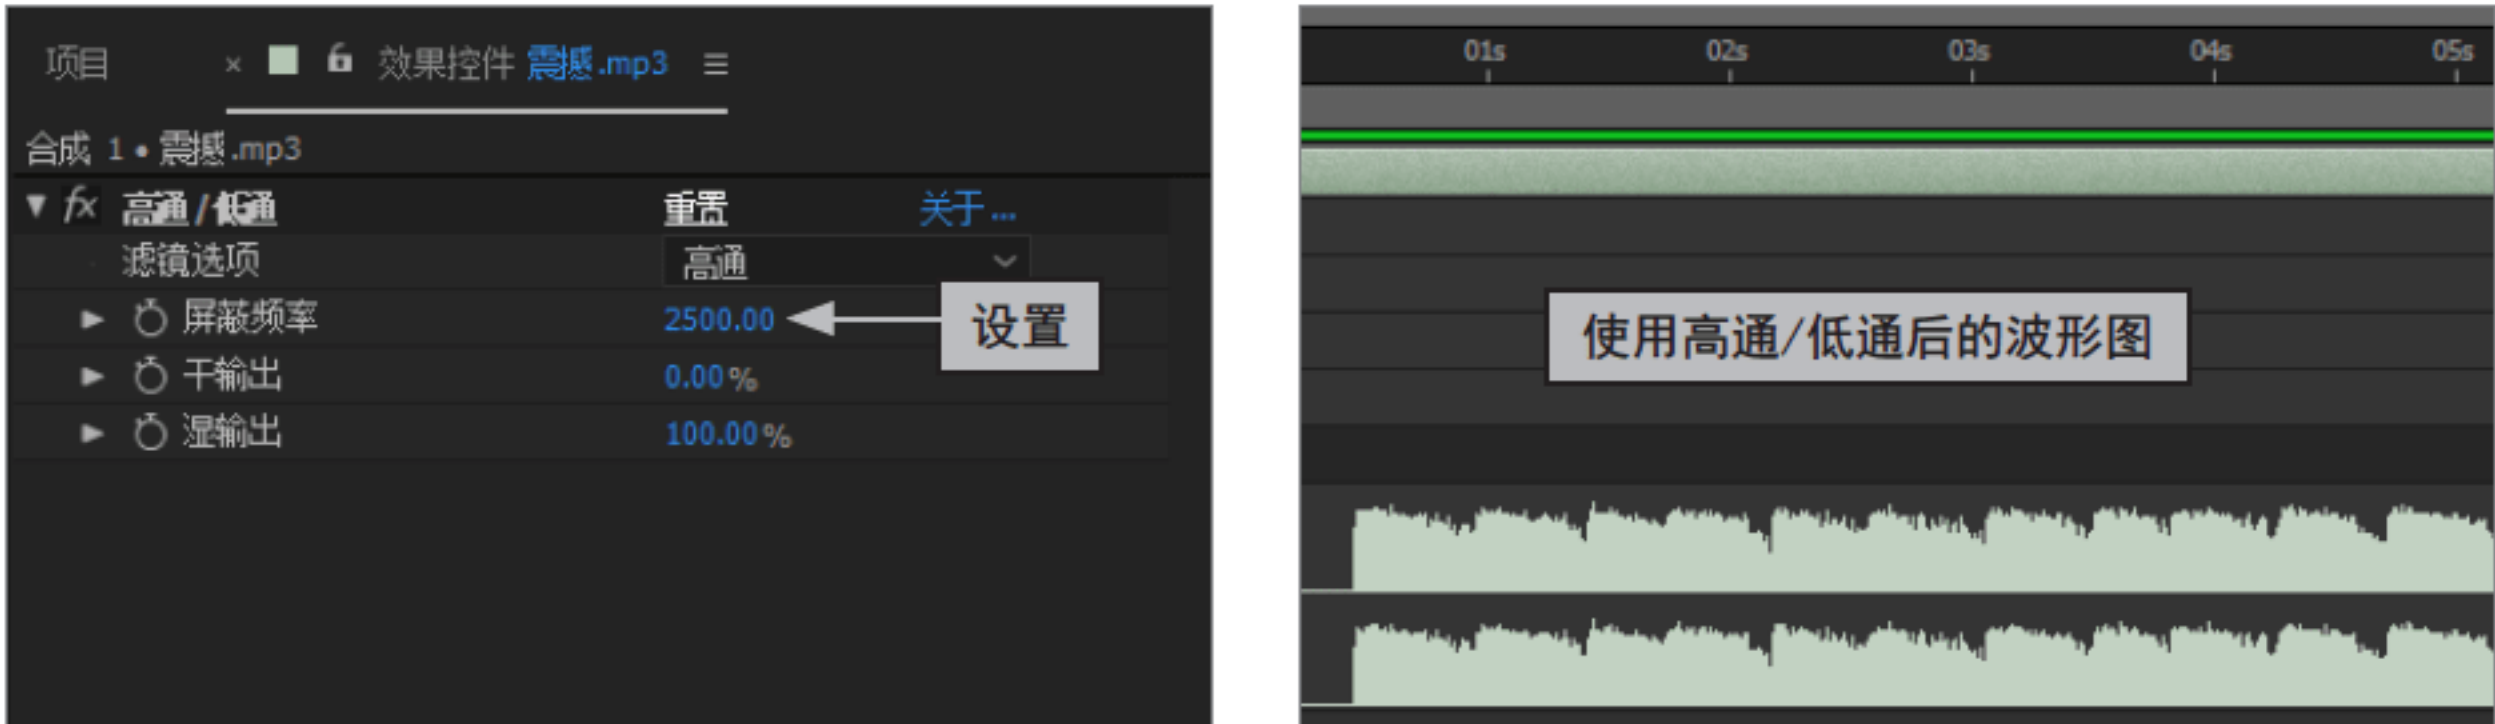 项目 × 效果控件 震撼.mp3 ≡
合成 1 • 震撼.mp3
fx 高通/低通 重置 关于...
滤镜选项 高通
屏蔽频率 2500.00
设置
干输出 0.00%
湿输出 100.00%
01s 02s 03s 04s 05s
使用高通/低通后的波形图